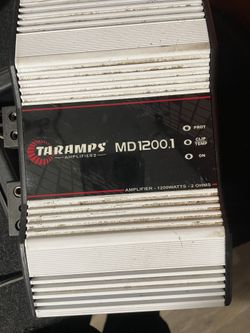 TARAMPS
AMPLIFIERS
MD1200.1
PROT
CLIP
TEMP
ON
AMPLIFIER - 1200WATTS - 2 OHMS